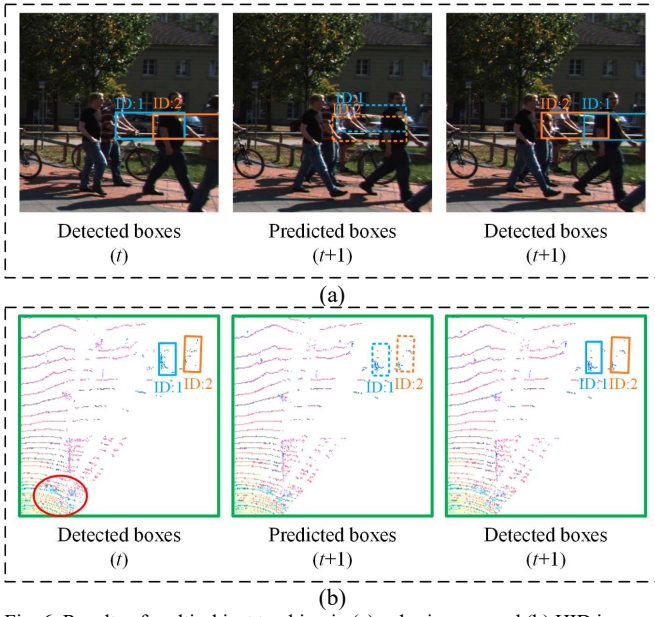 ID:1 ID:2
ID:1
ID:2
ID:2 ID:1
Detected boxes
(t)
Predicted boxes
(t+1)
Detected boxes
(t+1)
(a)
ID:1 ID:2
ID:1 ID:2
ID:1 ID:2
Detected boxes
(t)
Predicted boxes
(t+1)
Detected boxes
(t+1)
(b)